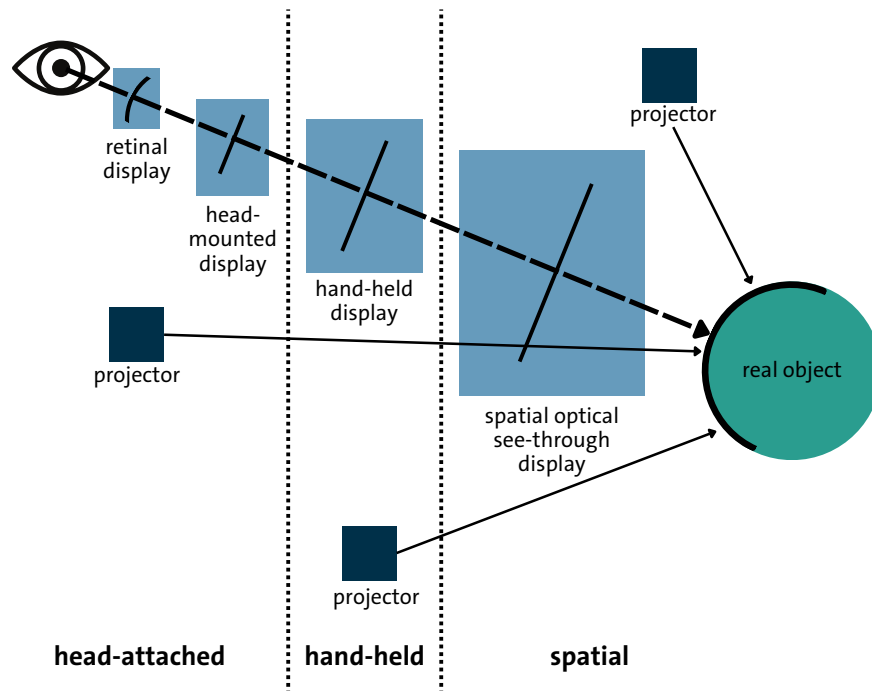 retinal
display
head-
mounted
display
hand-held
display
spatial optical
see-through
display
projector
projector
projector
real object
head-attached
hand-held
spatial